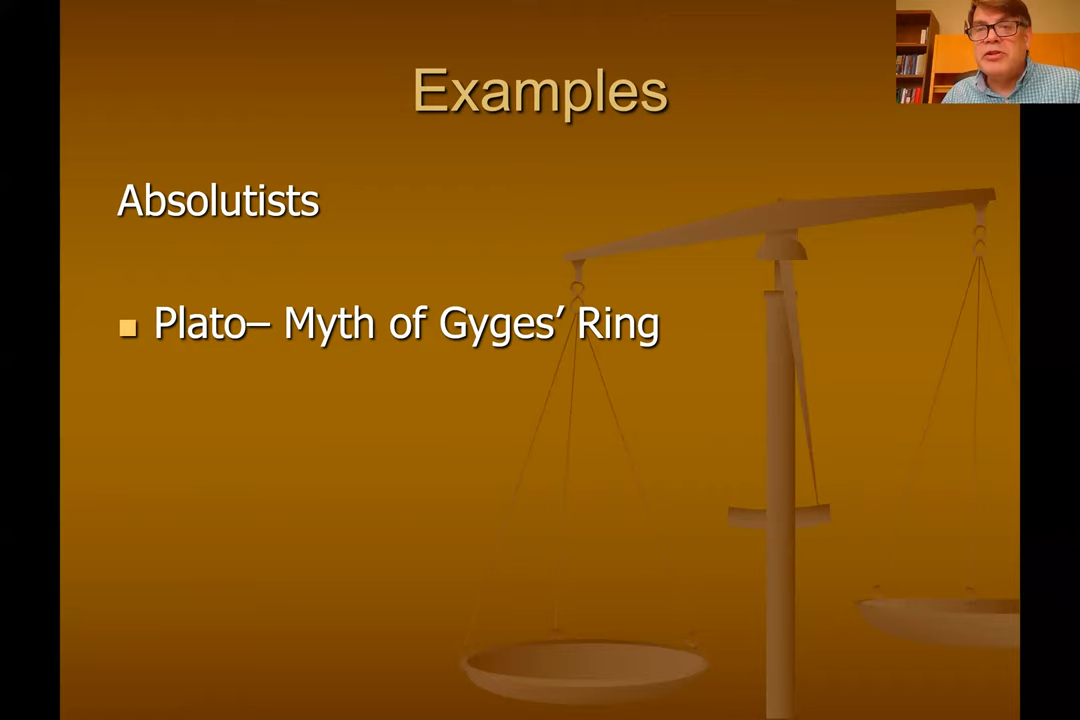 Examples
Absolutists
Plato– Myth of Gyges’ Ring